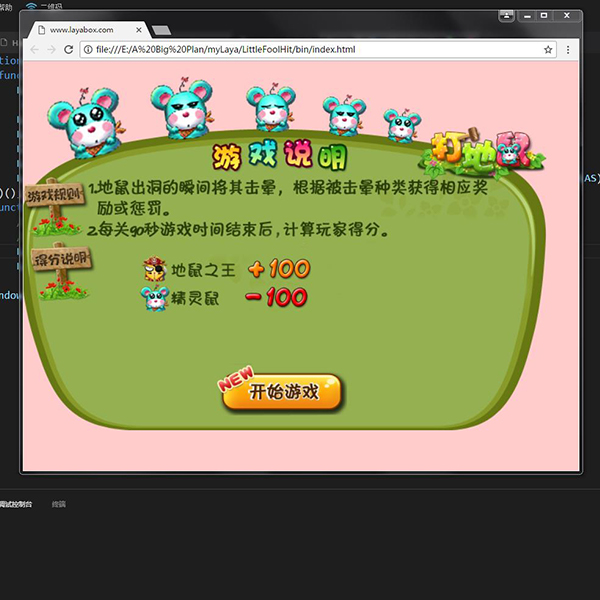 帮助
二维码
www.layabox.com
file:///E:/A%20Big%20Plan/myLaya/LittleFoolHit/bin/index.html
打地鼠
游戏说明
游戏规则
1.地鼠出洞的瞬间将其击晕，根据被击晕种类获得相应奖
励或惩罚。
2.每关90秒游戏时间结束后，计算玩家得分。
得分说明
地鼠之王 +100
精灵鼠 -100
NEW
开始游戏
AS)
)();
调试控制台
终端